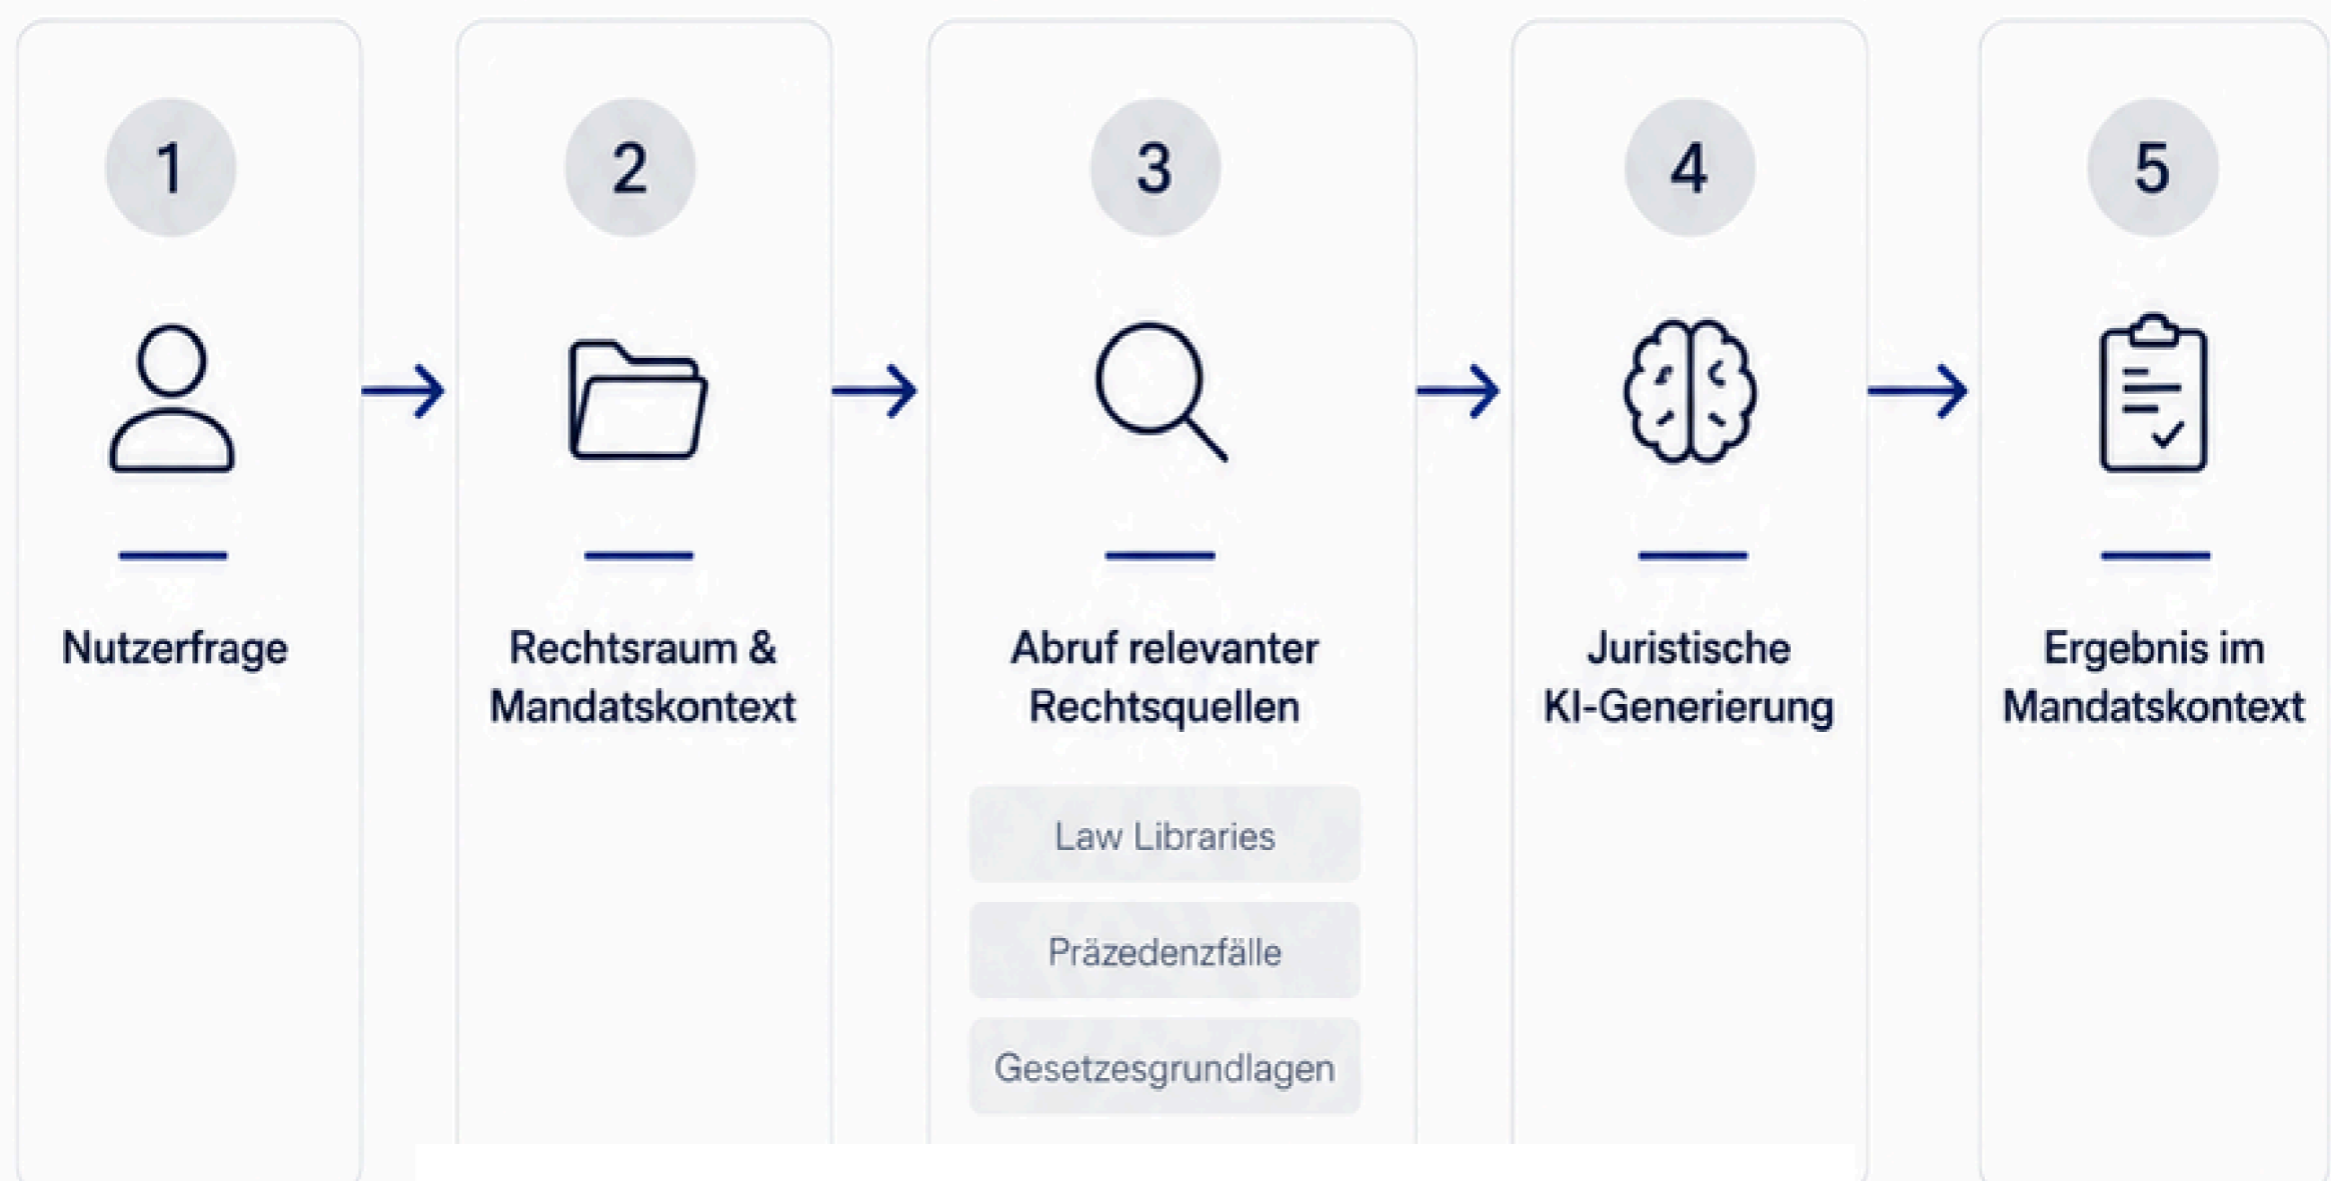 1
Nutzerfrage
2
Rechtsraum &
Mandatskontext
3
Abruf relevanter
Rechtsquellen
Law Libraries
Präzedenzfälle
Gesetzesgrundlagen
4
Juristische
KI-Generierung
5
Ergebnis im
Mandatskontext